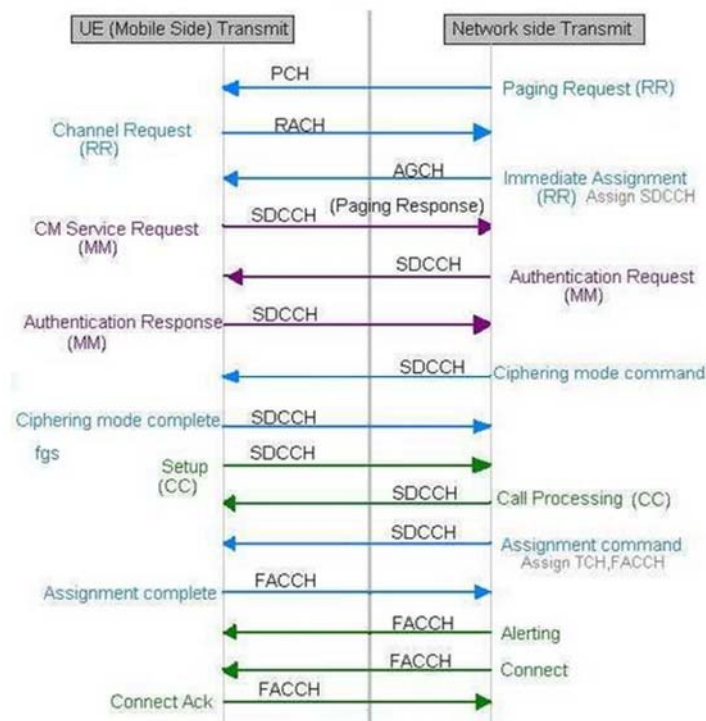 UE (Mobile Side) Transmit
Network side Transmit
PCH
Paging Request (RR)
Channel Request
(RR)
RACH
AGCH
Immediate Assignment
(RR) Assign SDCCH
CM Service Request
(MM)
SDCCH
(Paging Response)
SDCCH
Authentication Request
(MM)
Authentication Response
(MM)
SDCCH
SDCCH
Ciphering mode command
Ciphering mode complete
SDCCH
fgs
Setup
(CC)
SDCCH
SDCCH
Call Processing (CC)
SDCCH
Assignment command
Assign TCH,FACCH
Assignment complete
FACCH
FACCH
Alerting
FACCH
Connect
Connect Ack
FACCH